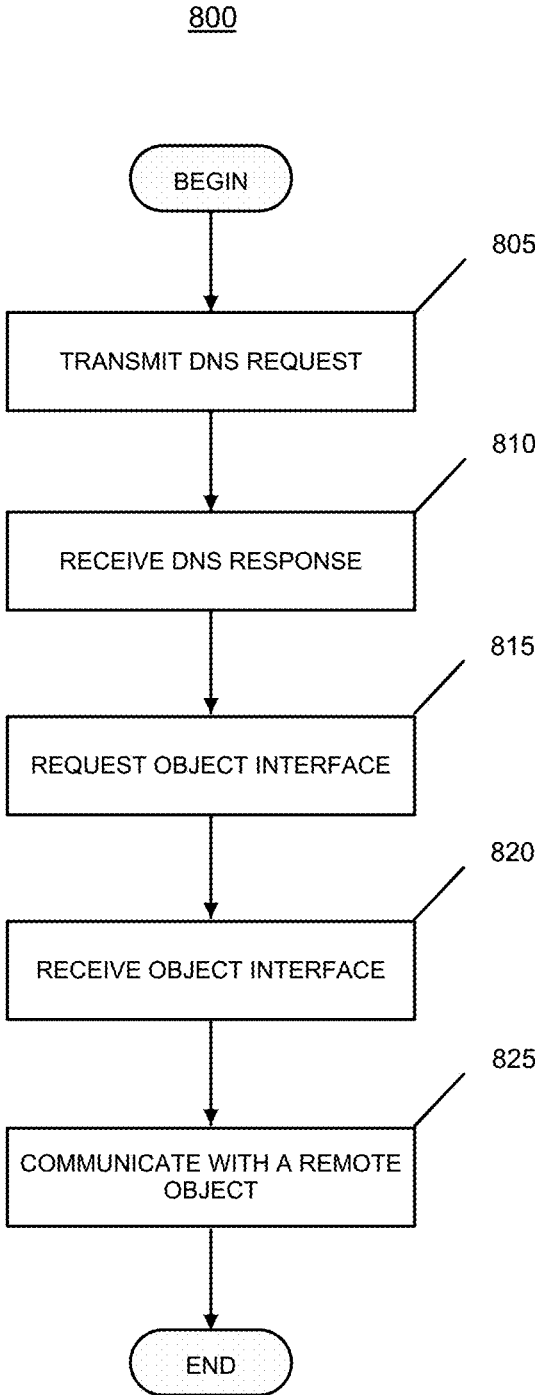 800
BEGIN
805
TRANSMIT DNS REQUEST
810
RECEIVE DNS RESPONSE
815
REQUEST OBJECT INTERFACE
820
RECEIVE OBJECT INTERFACE
825
COMMUNICATE WITH A REMOTE
OBJECT
END